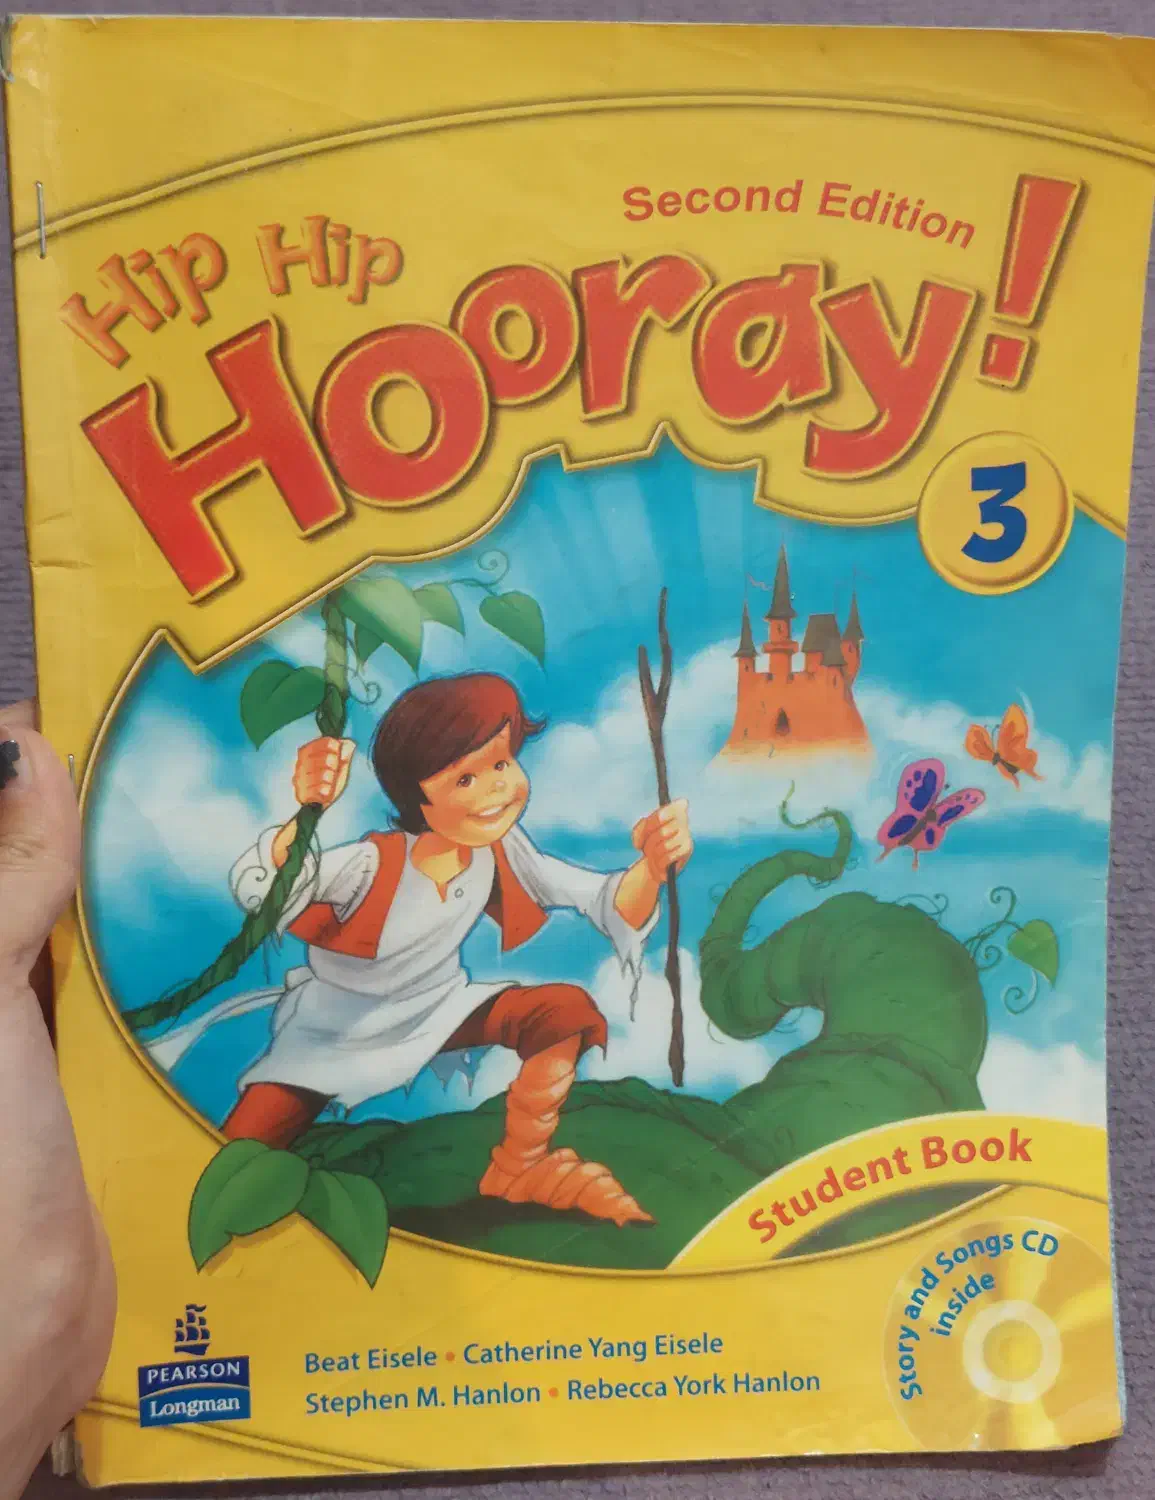 Second Edition
Hip Hip
Hooray!
3
Student Book
Story and Songs CD
inside
PEARSON
Longman
Beat Eisele • Catherine Yang Eisele
Stephen M. Hanlon • Rebecca York Hanlon